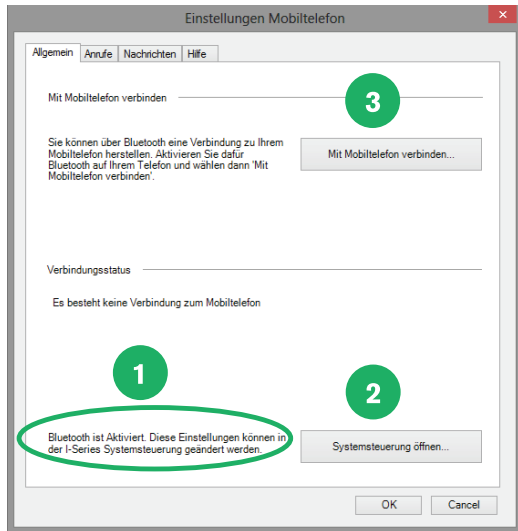 Einstellungen Mobiltelefon
×
Allgemein Anrufe Nachrichten Hilfe
Mit Mobiltelefon verbinden
3
Sie können über Bluetooth eine Verbindung zu Ihrem
Mobiltelefon herstellen. Aktivieren Sie dafür
Bluetooth auf Ihrem Telefon und wählen dann 'Mit
Mobiltelefon verbinden'.
Mit Mobiltelefon verbinden...
Verbindungsstatus
Es besteht keine Verbindung zum Mobiltelefon
1
2
Bluetooth ist Aktiviert. Diese Einstellungen können in
der I-Series Systemsteuerung geändert werden.
Systemsteuerung öffnen...
OK Cancel